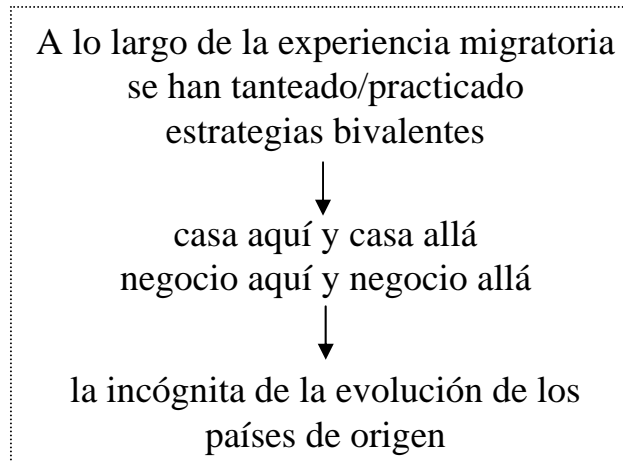 A lo largo de la experiencia migratoria
se han tanteado/practicado
estrategias bivalentes
casa aquí y casa allá
negocio aquí y negocio allá
la incógnita de la evolución de los
países de origen